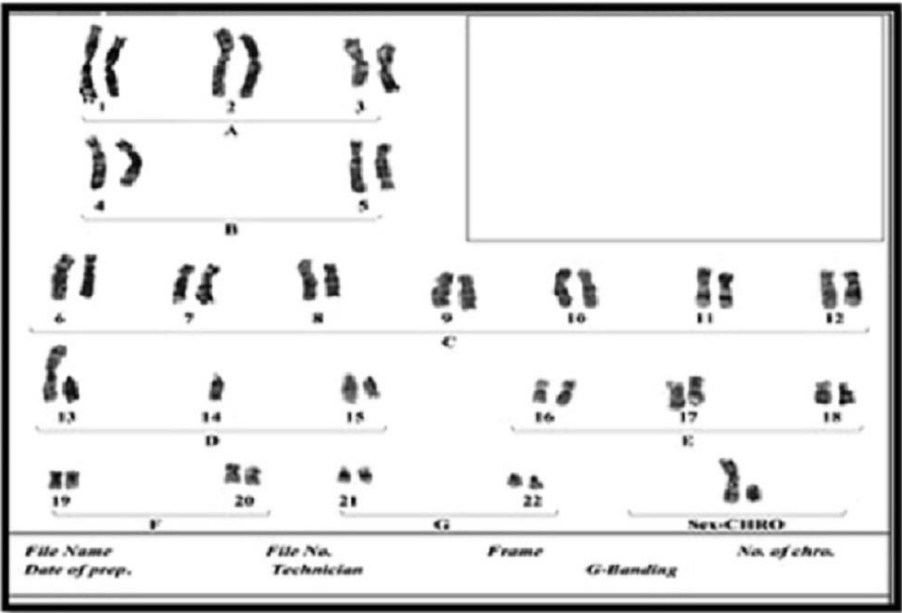 1 2 3
A
4 5
B
6 7 8 9 10 11 12
C
13 14 15 16 17 18
D E
19 20 21 22
F G Sex-CHRO
File Name File No. Frame No. of chro.
Date of prep. Technician G-Banding